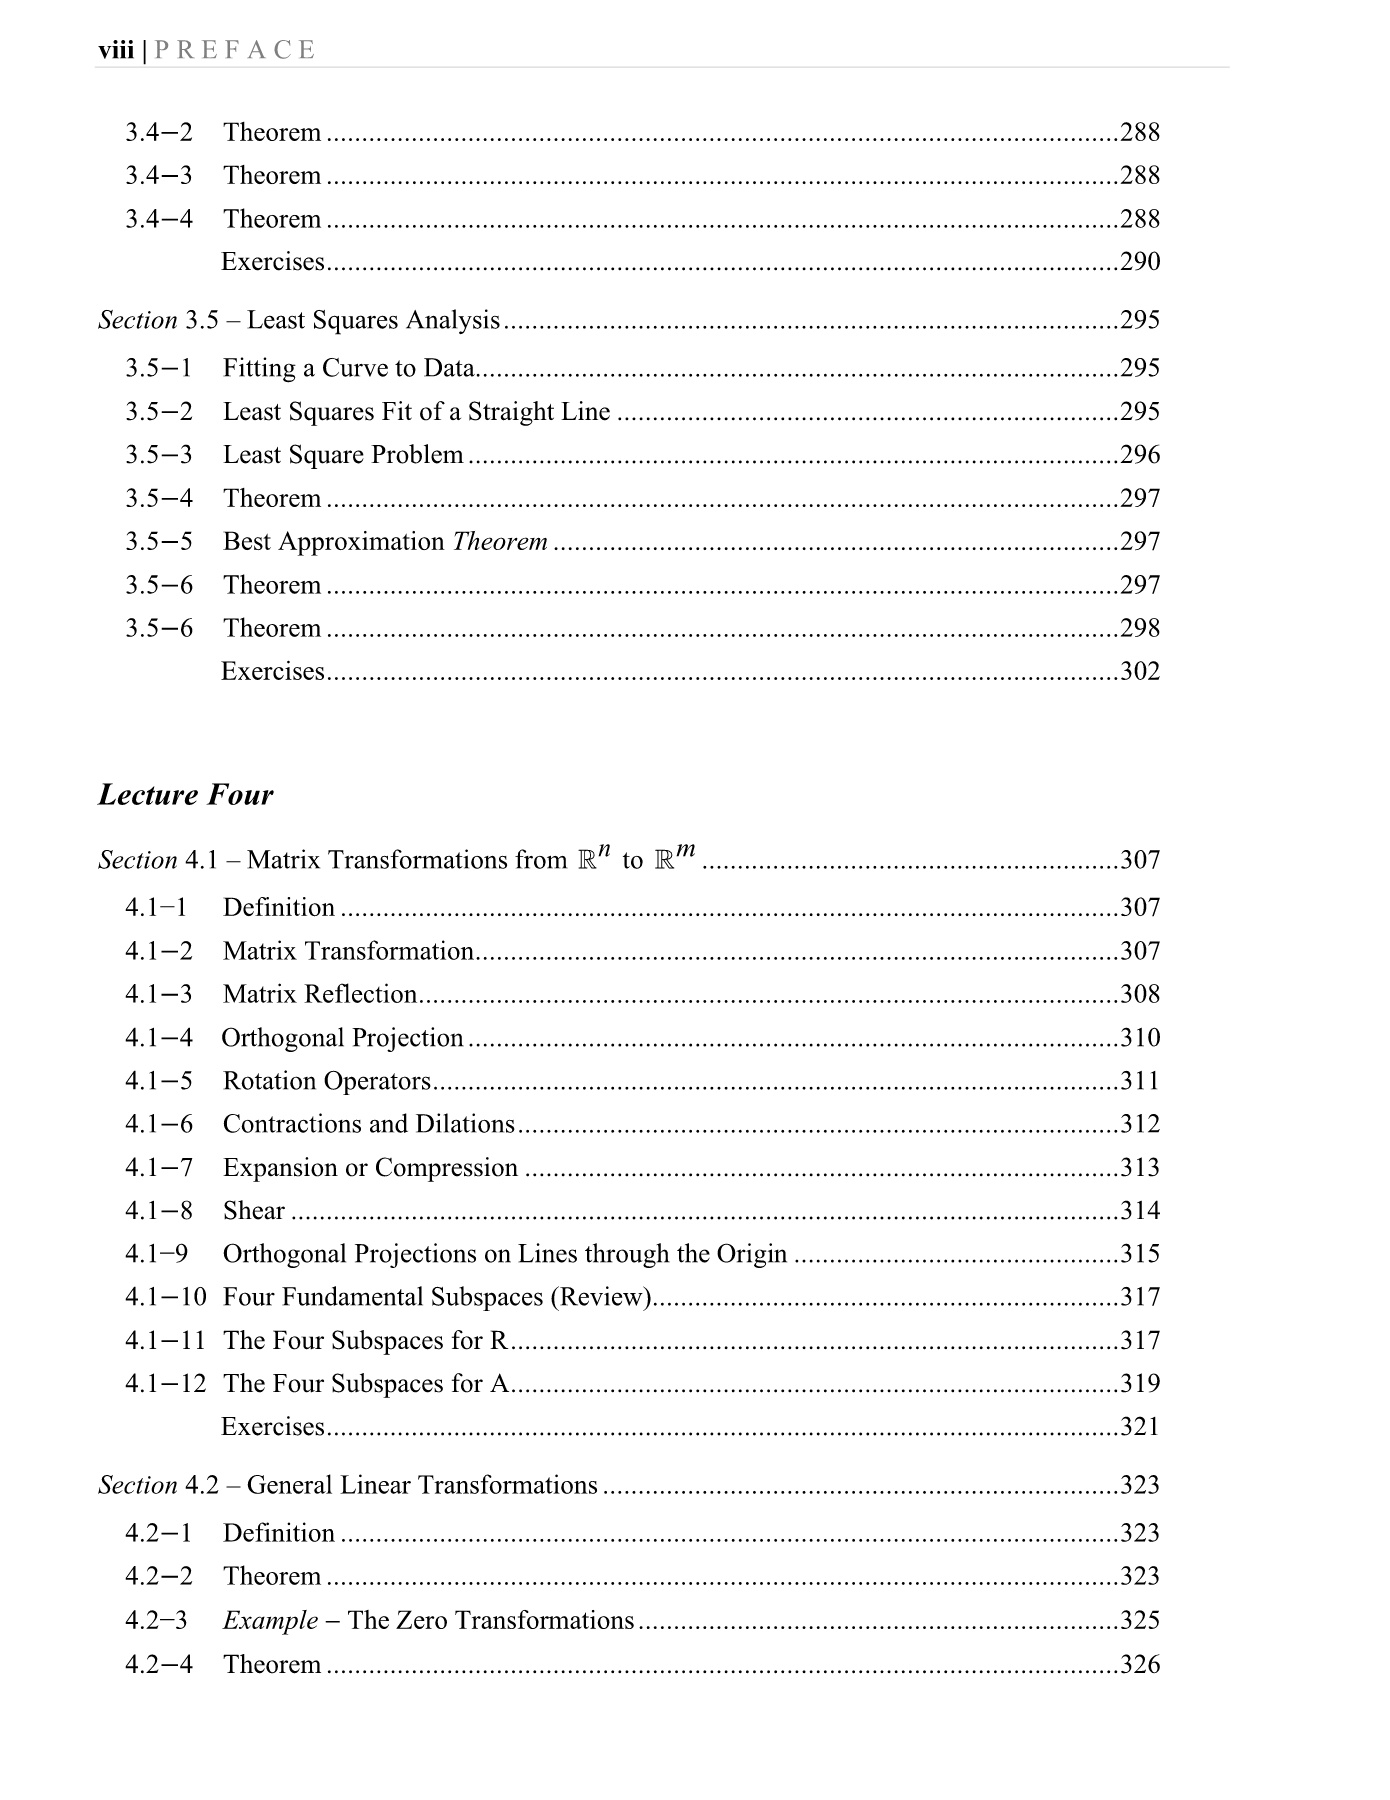 viii | P R E F A C E
3.4−2 Theorem ................................................................ 288
3.4−3 Theorem ................................................................ 288
3.4−4 Theorem ................................................................ 288
Exercises ................................................................ 290
Section 3.5 – Least Squares Analysis ................................................................ 295
3.5−1 Fitting a Curve to Data ................................................................ 295
3.5−2 Least Squares Fit of a Straight Line ................................................................ 295
3.5−3 Least Square Problem ................................................................ 296
3.5−4 Theorem ................................................................ 297
3.5−5 Best Approximation Theorem ................................................................ 297
3.5−6 Theorem ................................................................ 297
3.5−6 Theorem ................................................................ 298
Exercises ................................................................ 302
Lecture Four
Section 4.1 – Matrix Transformations from ℝⁿ to ℝᵐ ................................................................ 307
4.1−1 Definition ................................................................ 307
4.1−2 Matrix Transformation ................................................................ 307
4.1−3 Matrix Reflection ................................................................ 308
4.1−4 Orthogonal Projection ................................................................ 310
4.1−5 Rotation Operators ................................................................ 311
4.1−6 Contractions and Dilations ................................................................ 312
4.1−7 Expansion or Compression ................................................................ 313
4.1−8 Shear ................................................................ 314
4.1−9 Orthogonal Projections on Lines through the Origin ................................................................ 315
4.1−10 Four Fundamental Subspaces (Review) ................................................................ 317
4.1−11 The Four Subspaces for R ................................................................ 317
4.1−12 The Four Subspaces for A ................................................................ 319
Exercises ................................................................ 321
Section 4.2 – General Linear Transformations ................................................................ 323
4.2−1 Definition ................................................................ 323
4.2−2 Theorem ................................................................ 323
4.2−3 Example – The Zero Transformations ................................................................ 325
4.2−4 Theorem ................................................................ 326